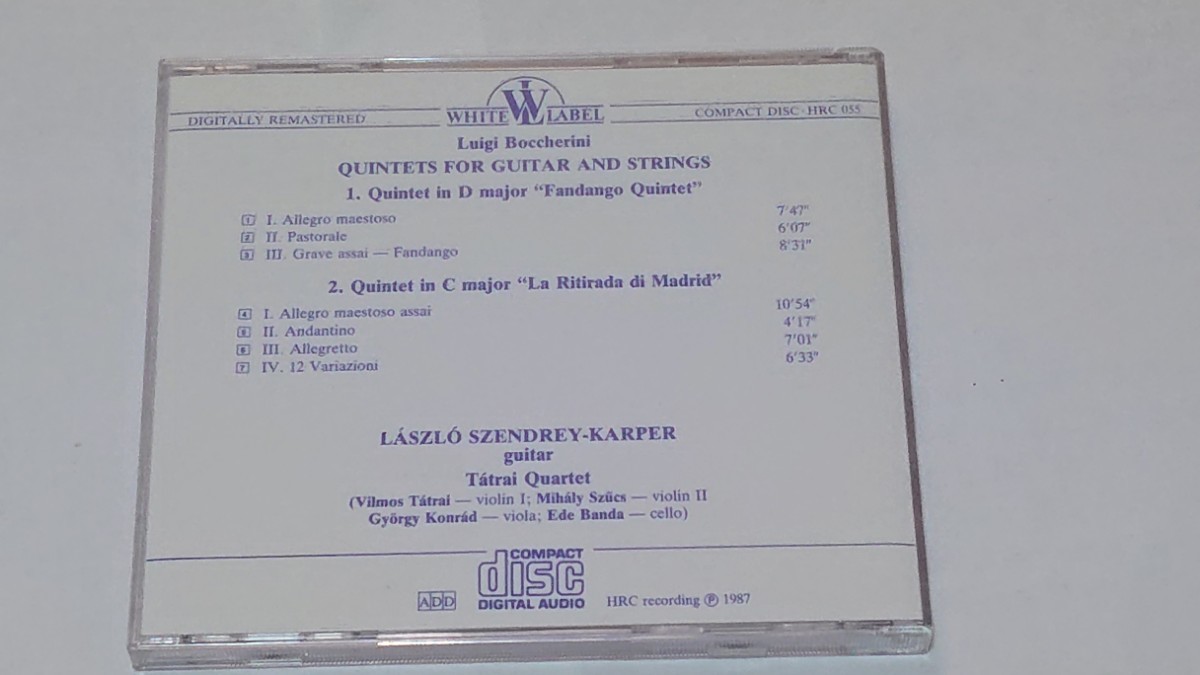 DIGITALLY REMASTERED WHITE LABEL COMPACT DISC HRC 055
Luigi Boccherini
QUINTETS FOR GUITAR AND STRINGS
1. Quintet in D major “Fandango Quintet”
1 I. Allegro maestoso 7'47"
2 II. Pastorale 6'07"
3 III. Grave assai — Fandango 8'31"
2. Quintet in C major “La Ritirada di Madrid”
4 I. Allegro maestoso assai 10'54"
5 II. Andantino 4'17"
6 III. Allegretto 7'01"
7 IV. 12 Variazioni 6'33"
LÁSZLÓ SZENDREY-KARPER
guitar
Tátrai Quartet
(Vilmos Tátrai — violin I; Mihály Szűcs — violin II
György Konrád — viola; Ede Banda — cello)
COMPACT
disc
ADD DIGITAL AUDIO HRC recording ℗ 1987